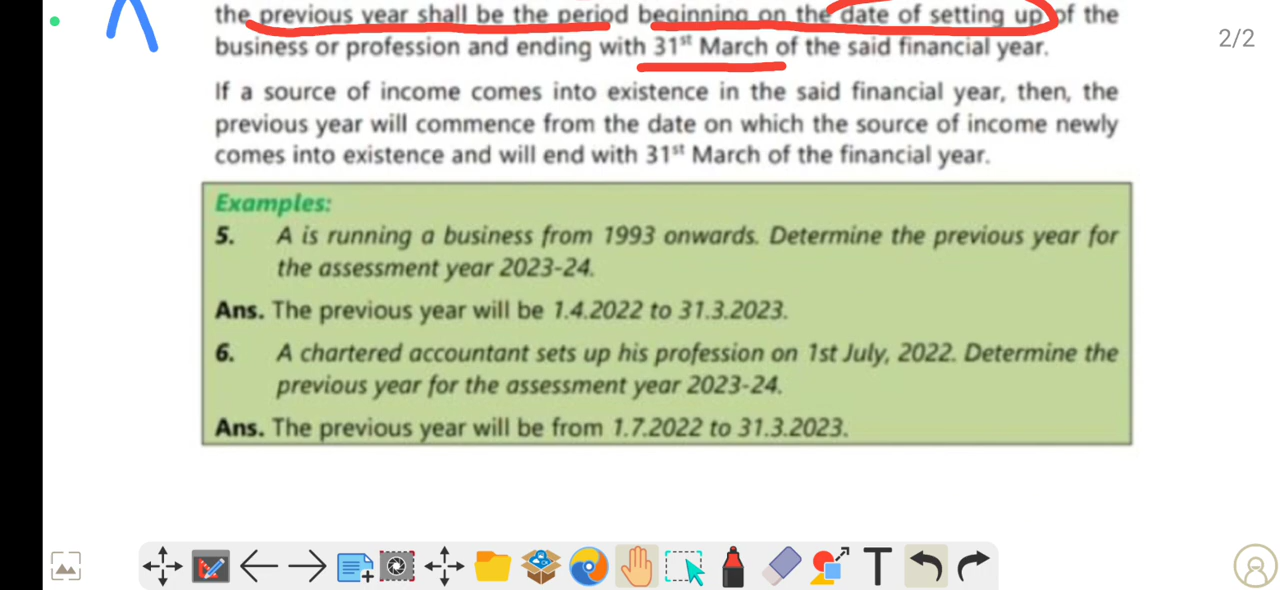 the previous year shall be the period beginning on the date of setting up of the
2/2
business or profession and ending with 31st March of the said financial year.
If a source of income comes into existence in the said financial year, then, the
previous year will commence from the date on which the source of income newly
comes into existence and will end with 31st March of the financial year.
Examples:
5. A is running a business from 1993 onwards. Determine the previous year for
the assessment year 2023-24.
Ans. The previous year will be 1.4.2022 to 31.3.2023.
6. A chartered accountant sets up his profession on 1st July, 2022. Determine the
previous year for the assessment year 2023-24.
Ans. The previous year will be from 1.7.2022 to 31.3.2023.
T